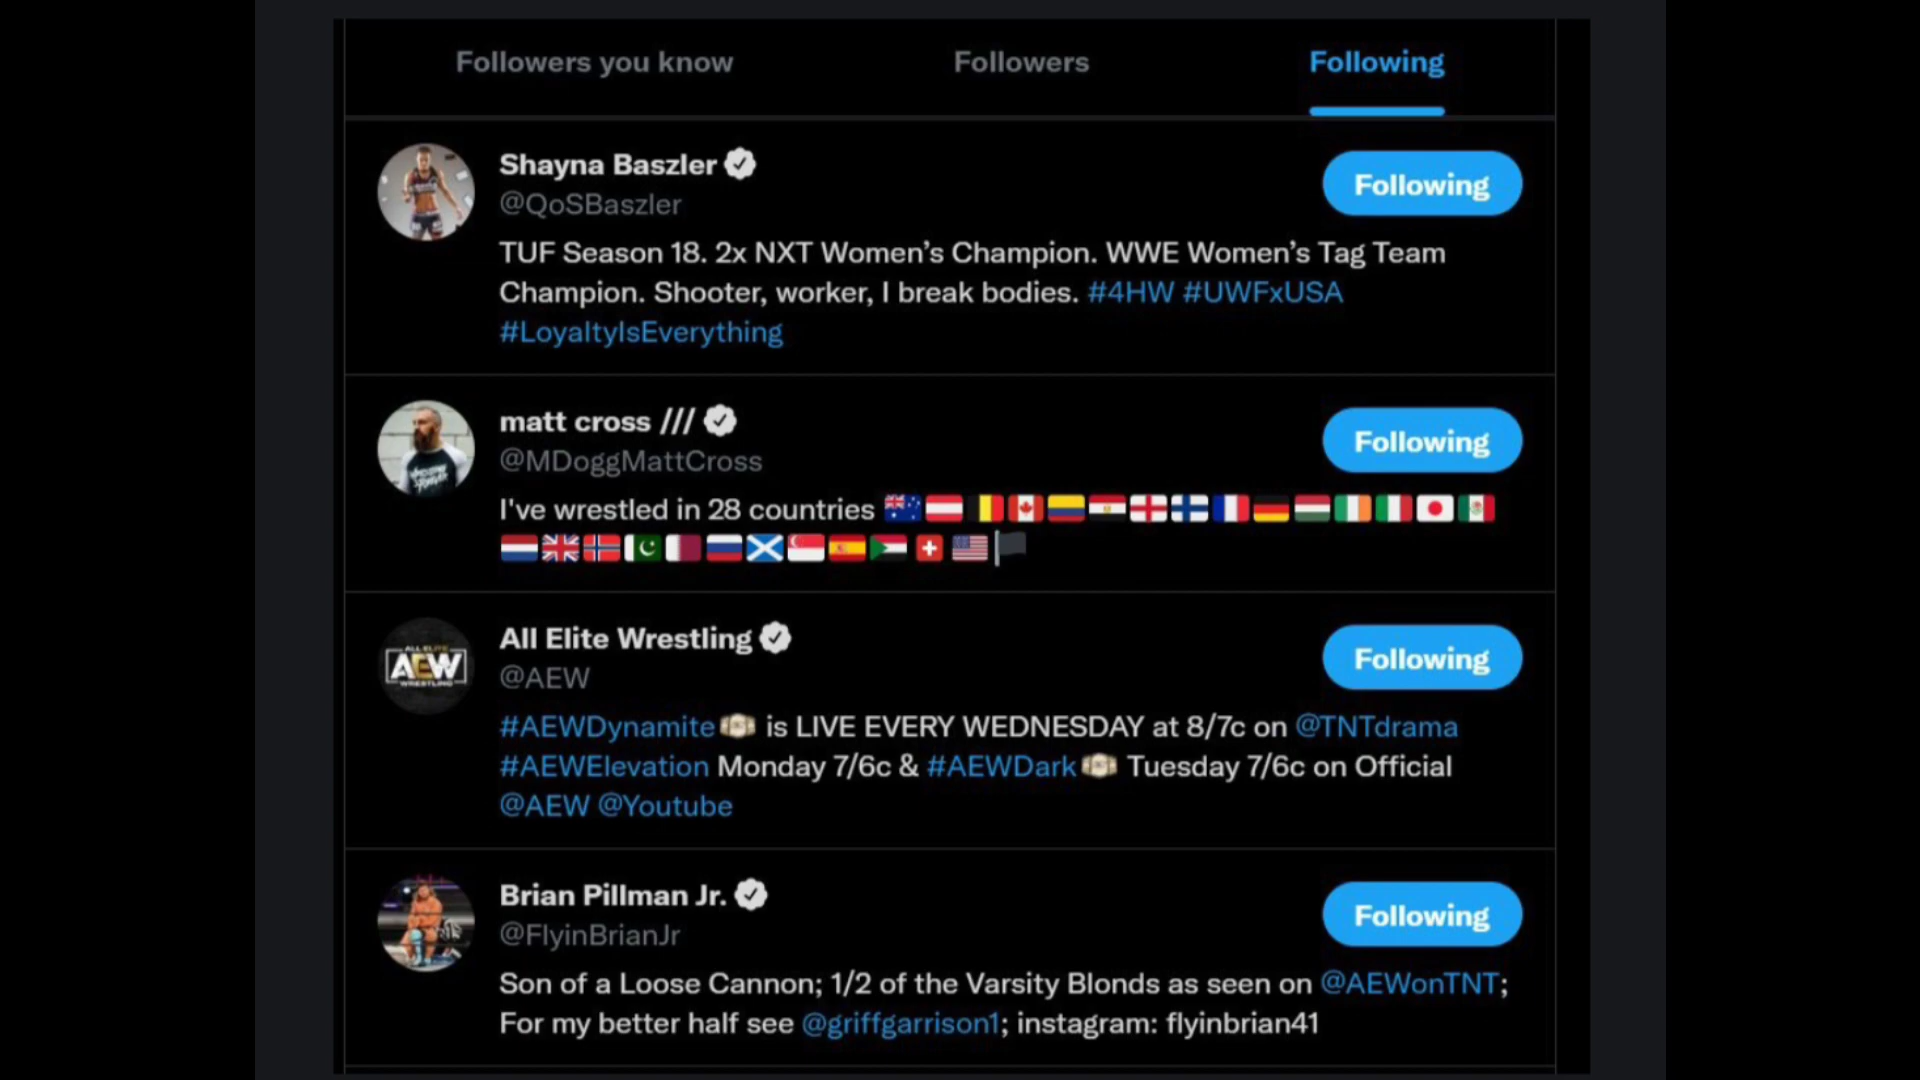 Followers you know Followers Following
Shayna Baszler
Following
@QoSBaszler
TUF Season 18. 2x NXT Women's Champion. WWE Women's Tag Team
Champion. Shooter, worker, I break bodies. #4HW #UWFxUSA
#LoyaltyIsEverything
matt cross ///
Following
@MDoggMattCross
I've wrestled in 28 countries 🇦🇺🇦🇹🇧🇪🇨🇦🇨🇴🇪🇬🏴󠁧󠁢󠁥󠁮󠁧󠁿🇫🇮🇫🇷🇩🇪🇭🇺🇮🇪🇮🇹🇯🇵🇲🇽
🇳🇱🇬🇧🇳🇴🇵🇰🇶🇦🇷🇺🏴󠁧󠁢󠁳󠁣󠁴󠁿🇸🇬🇪🇸🇸🇩🇨🇭🇺🇸🏴
All Elite Wrestling
Following
@AEW
ALL ELITE
AEW
WRESTLING
#AEWDynamite is LIVE EVERY WEDNESDAY at 8/7c on @TNTdrama
#AEWElevation Monday 7/6c & #AEWDark Tuesday 7/6c on Official
@AEW @Youtube
Brian Pillman Jr.
Following
@FlyinBrianJr
Son of a Loose Cannon; 1/2 of the Varsity Blonds as seen on @AEWonTNT;
For my better half see @griffgarrison1; instagram: flyinbrian41